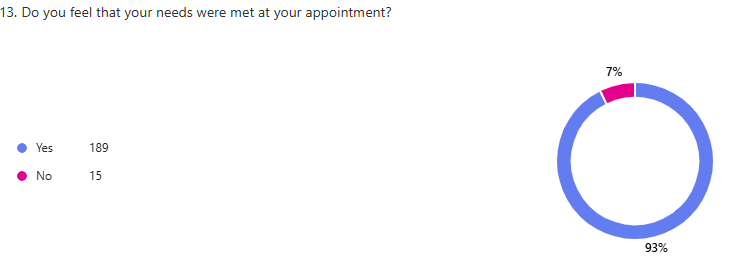 13. Do you feel that your needs were met at your appointment?
7%
Yes 189
No 15
93%